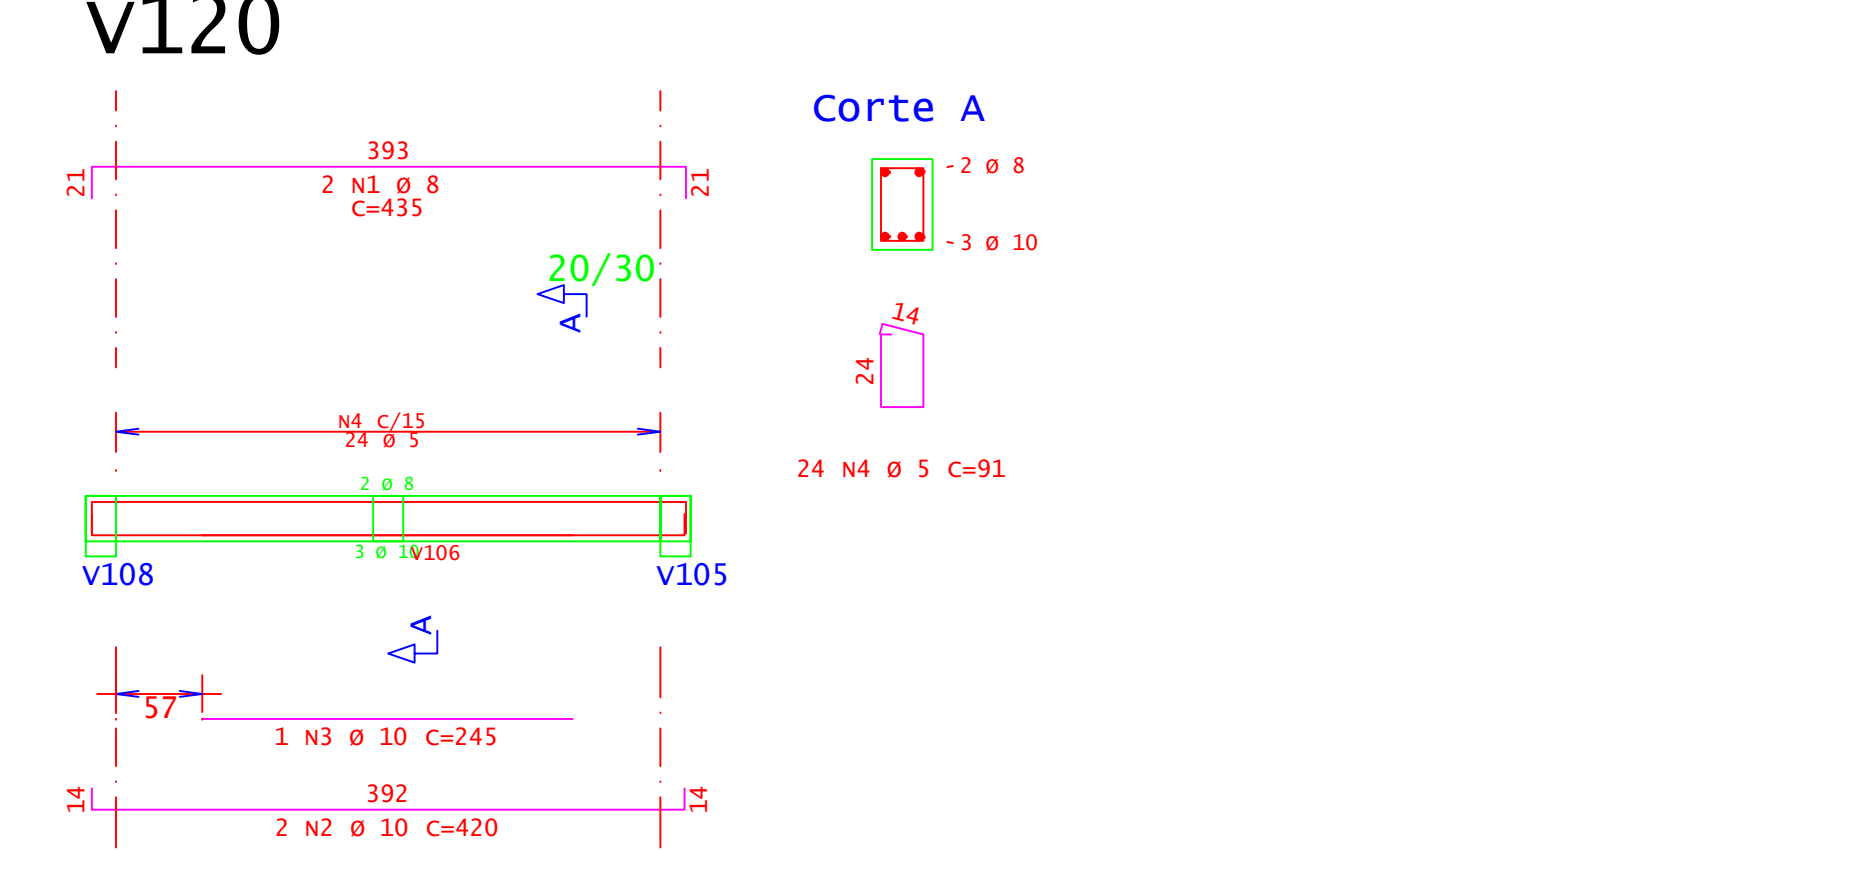 V120
Corte A
393
21
21
2 N1 Ø 8
C=435
-2 Ø 8
-3 Ø 10
20/30
A
14
24
N4 C/15
24 Ø 5
24 N4 Ø 5 C=91
2 Ø 8
3 Ø 10
V106
V108
V105
A
57
1 N3 Ø 10 C=245
392
14
14
2 N2 Ø 10 C=420